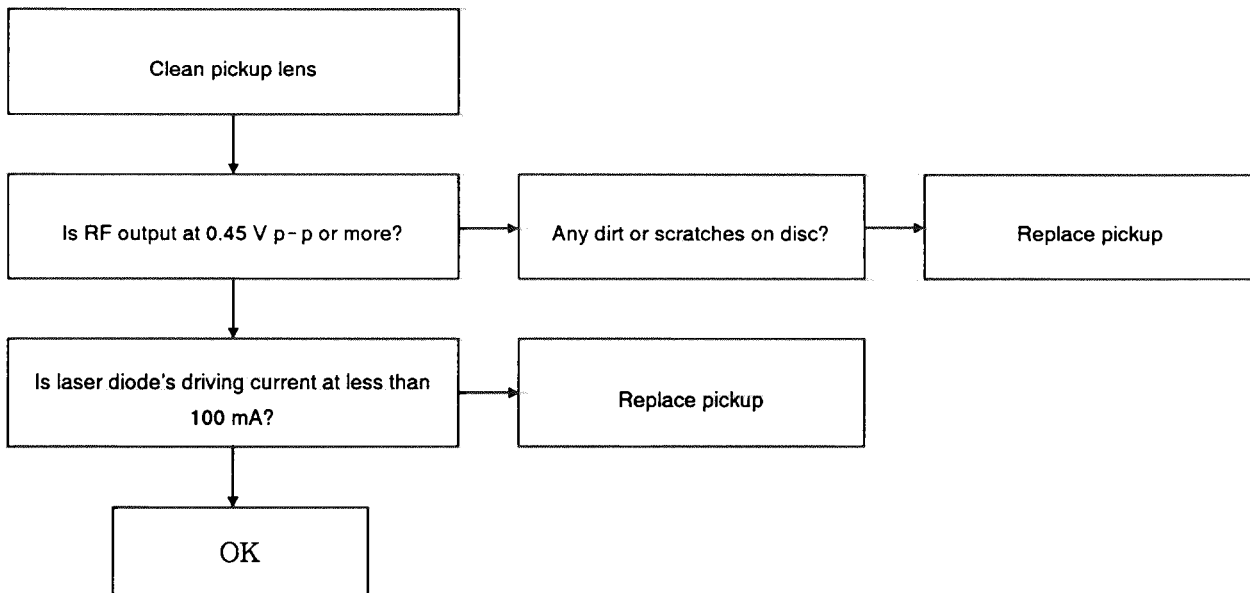 Clean pickup lens
Is RF output at 0.45 V p-p or more?
Any dirt or scratches on disc?
Replace pickup
Is laser diode's driving current at less than
100 mA?
Replace pickup
OK